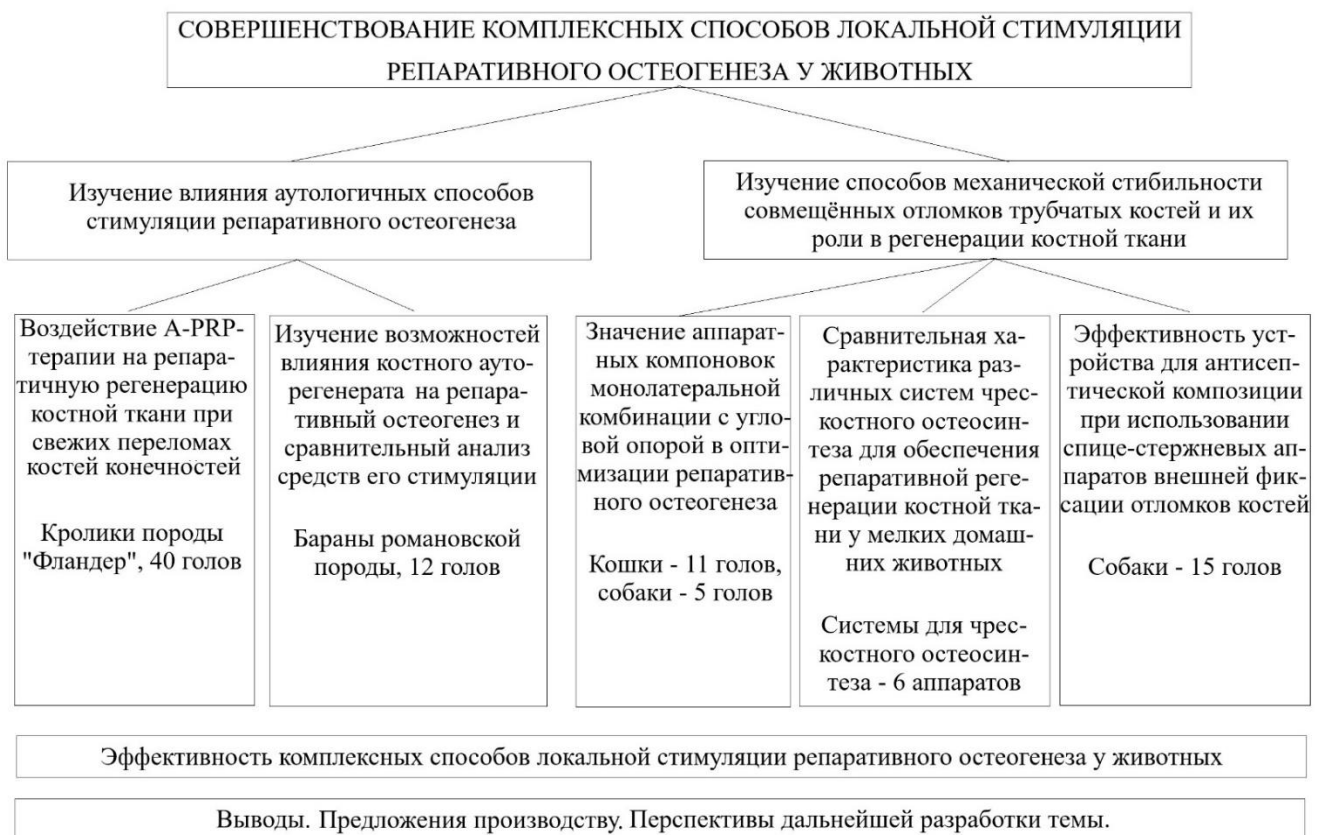 СОВЕРШЕНСТВОВАНИЕ КОМПЛЕКСНЫХ СПОСОБОВ ЛОКАЛЬНОЙ СТИМУЛЯЦИИ
РЕПАРАТИВНОГО ОСТЕОГЕНЕЗА У ЖИВОТНЫХ
Изучение влияния аутологичных способов
стимуляции репаративного остеогенеза
Изучение способов механической стибильности
совмещённых отломков трубчатых костей и их
роли в регенерации костной ткани
Воздействие A-PRP-
терапии на репара-
тичную регенерацию
костной ткани при
свежих переломах
костей конечностей
Кролики породы
"Фландер", 40 голов
Изучение возможностей
влияния костного ауто-
регенерата на репара-
тивный остеогенез и
сравнительный анализ
средств его стимуляции
Бараны романовской
породы, 12 голов
Значение аппарат-
ных компоновок
монолатеральной
комбинации с угло-
вой опорой в опти-
мизации репаратив-
ного остеогенеза
Кошки - 11 голов,
собаки - 5 голов
Сравнительная ха-
рактеристика раз-
личных систем чрес-
костного остеосин-
теза для обеспечения
репаративной реге-
нерации костной тка-
ни у мелких домаш-
них животных
Системы для чрес-
костного остеосин-
теза - 6 аппаратов
Эффективность уст-
ройства для антисеп-
тической композиции
при использовании
спице-стержневых ап-
паратов внешней фик-
сации отломков костей
Собаки - 15 голов
Эффективность комплексных способов локальной стимуляции репаративного остеогенеза у животных
Выводы. Предложения производству. Перспективы дальнейшей разработки темы.